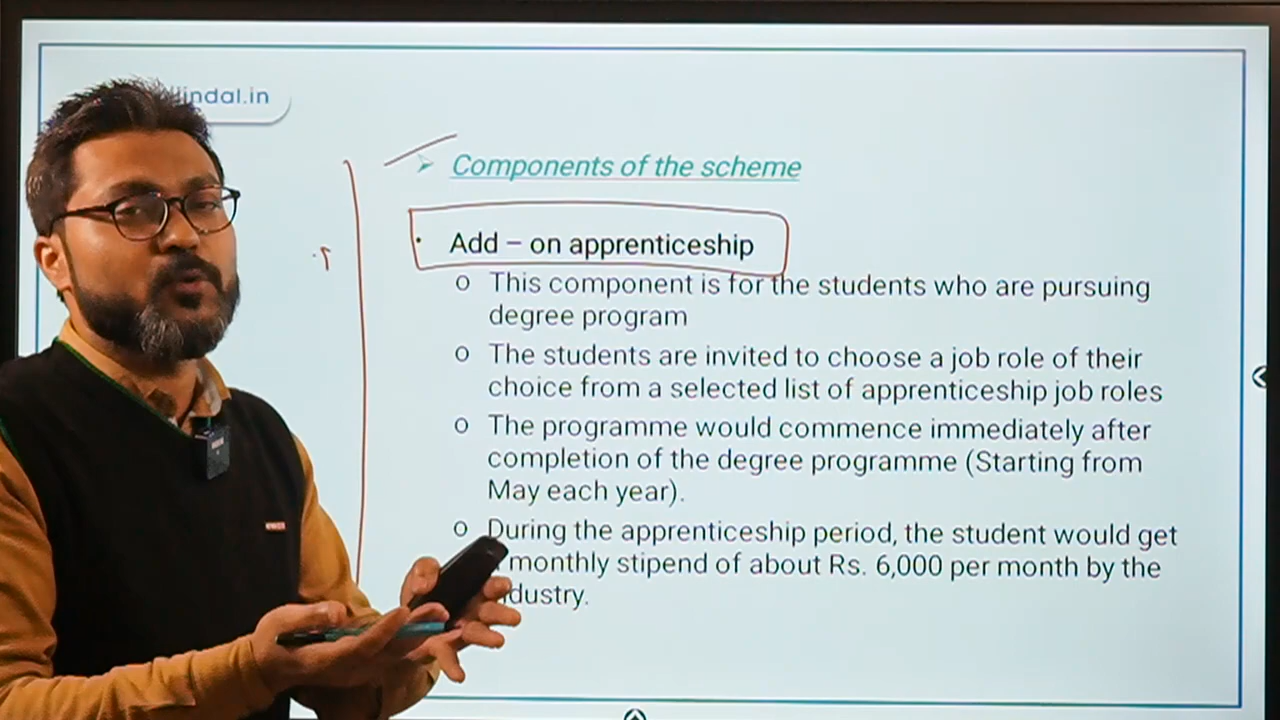 indal.in
Components of the scheme
Add – on apprenticeship
o This component is for the students who are pursuing
degree program
o The students are invited to choose a job role of their
choice from a selected list of apprenticeship job roles
o The programme would commence immediately after
completion of the degree programme (Starting from
May each year).
o During the apprenticeship period, the student would get
monthly stipend of about Rs. 6,000 per month by the
dustry.